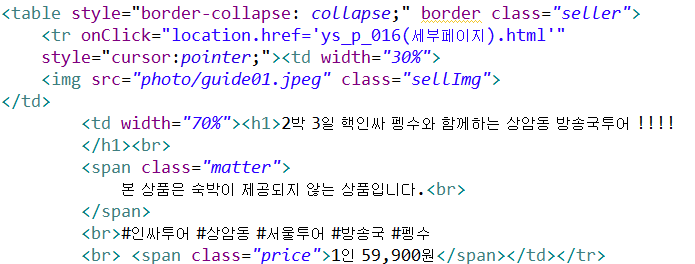 <table style="border-collapse: collapse;" border class="seller">
<tr onClick="location.href='ys_p_016(세부페이지).html'"
style="cursor:pointer;"><td width="30%">
<img src="photo/guide01.jpeg" class="sellImg">
</td>
<td width="70%"><h1>2박 3일 핵인싸 펭수와 함께하는 상암동 방송국투어 !!!!
</h1><br>
<span class="matter">
본 상품은 숙박이 제공되지 않는 상품입니다.<br>
</span>
<br>#인싸투어 #상암동 #서울투어 #방송국 #펭수
<br> <span class="price">1인 59,900원</span></td></tr>